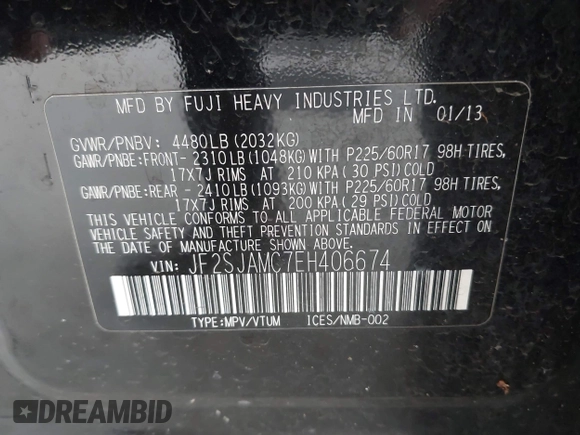 MFD BY FUJI HEAVY INDUSTRIES LTD.
MFD IN 01/13
GVWR/PNBV: 4480LB(2032KG)
GAWR/PNBE:FRONT- 2310LB(1048KG)WITH P225/60R17 98H TIRES,
17X7J RIMS AT 210 KPA( 30 PSI)COLD
GAWR/PNBE:REAR - 2410LB(1093KG)WITH P225/60R17 98H TIRES,
17X7J RIMS AT 200 KPA( 29 PSI)COLD
THIS VEHICLE CONFORMS TO ALL APPLICABLE FEDERAL MOTOR
VEHICLE SAFETY AND THEFT PREVENTION STANDARDS IN EFFECT ON
THE DATE OF MANUFACTURE SHOWN ABOVE.
VIN: JF2SJAMC7EH406674
TYPE:MPV/VTUM ICES/NMB-002
DREAMBID